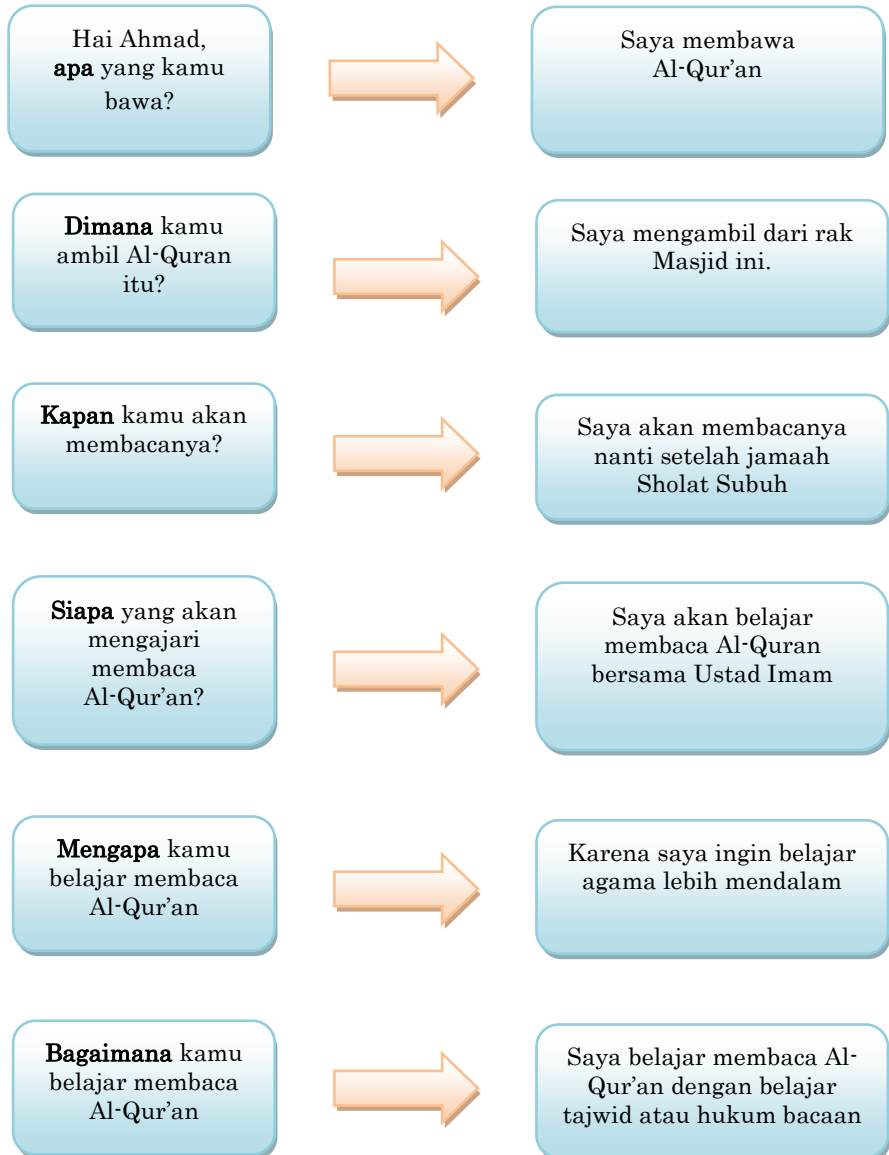 Hai Ahmad,
apa yang kamu
bawa?
Saya membawa
Al-Qur’an
Dimana kamu
ambil Al-Quran
itu?
Saya mengambil dari rak
Masjid ini.
Kapan kamu akan
membacanya?
Saya akan membacanya
nanti setelah jamaah
Sholat Subuh
Siapa yang akan
mengajari
membaca
Al-Qur’an?
Saya akan belajar
membaca Al-Quran
bersama Ustad Imam
Mengapa kamu
belajar membaca
Al-Qur’an
Karena saya ingin belajar
agama lebih mendalam
Bagaimana kamu
belajar membaca
Al-Qur’an
Saya belajar membaca Al-
Qur’an dengan belajar
tajwid atau hukum bacaan